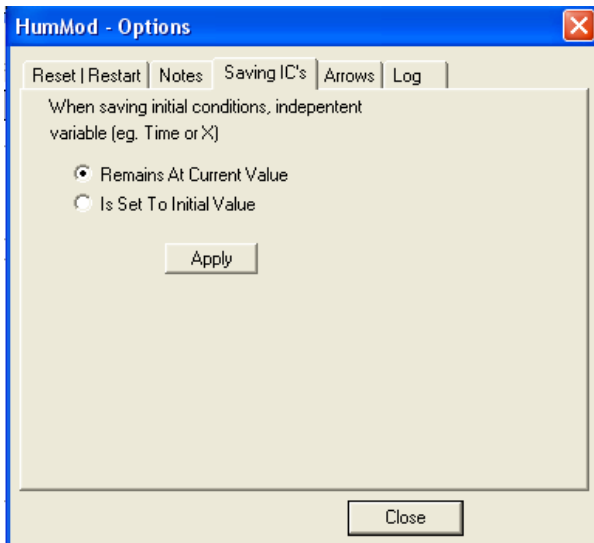 HumMod - Options
Reset | Restart Notes Saving IC's Arrows Log
When saving initial conditions, indepentent
variable (eg. Time or X)
Remains At Current Value
Is Set To Initial Value
Apply
Close